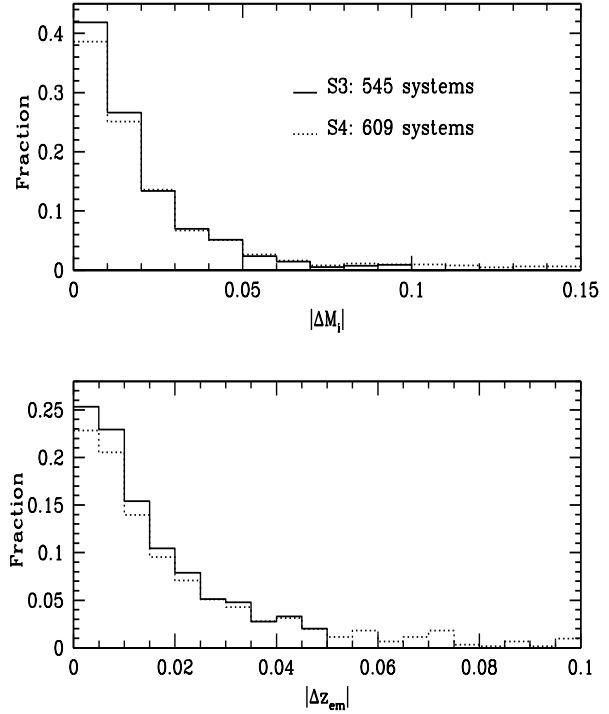 0.4
0.3
0.2
0.1
0
Fraction
S3: 545 systems
S4: 609 systems
0 0.05 0.1 0.15
|ΔM_i|
0.25
0.2
0.15
0.1
0.05
0
Fraction
0 0.02 0.04 0.06 0.08 0.1
|Δz_em|